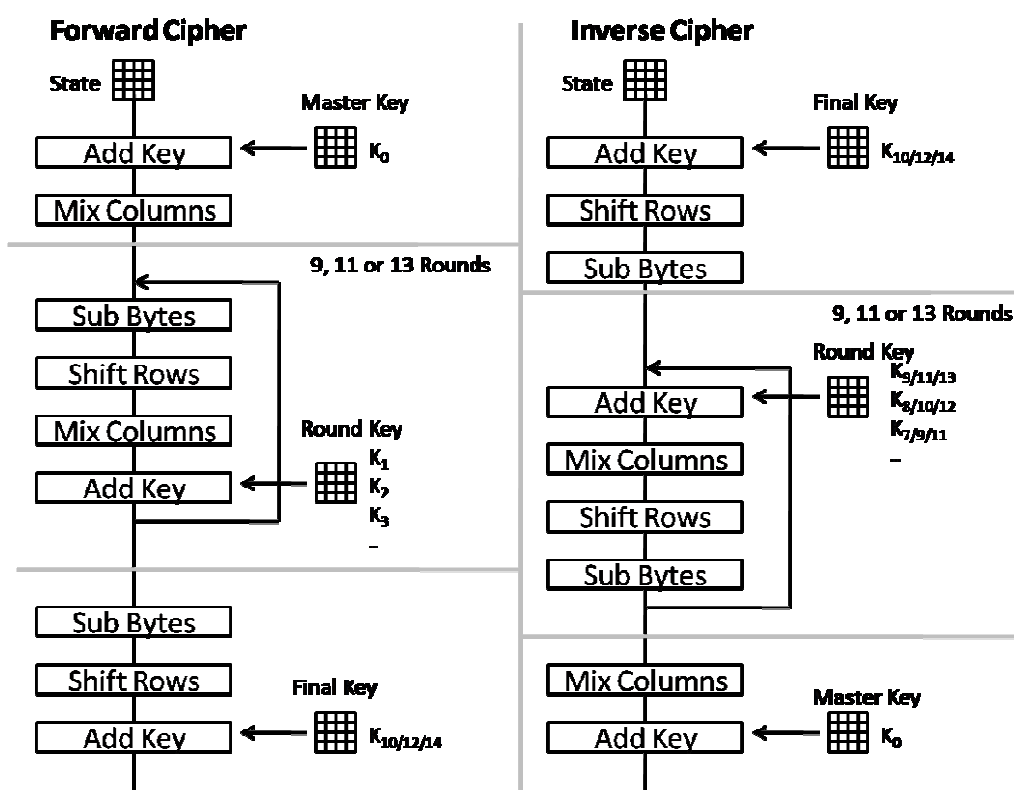 Forward Cipher
State
Master Key
Add Key
K0
Mix Columns
9, 11 or 13 Rounds
Sub Bytes
Shift Rows
Mix Columns
Round Key
K1
Add Key
K2
K3
–
Sub Bytes
Shift Rows
Final Key
Add Key
K10/12/14
Inverse Cipher
State
Final Key
Add Key
K10/12/14
Shift Rows
Sub Bytes
9, 11 or 13 Rounds
Round Key
K9/11/13
Add Key
K8/10/12
K7/9/11
–
Mix Columns
Shift Rows
Sub Bytes
Mix Columns
Master Key
Add Key
K0